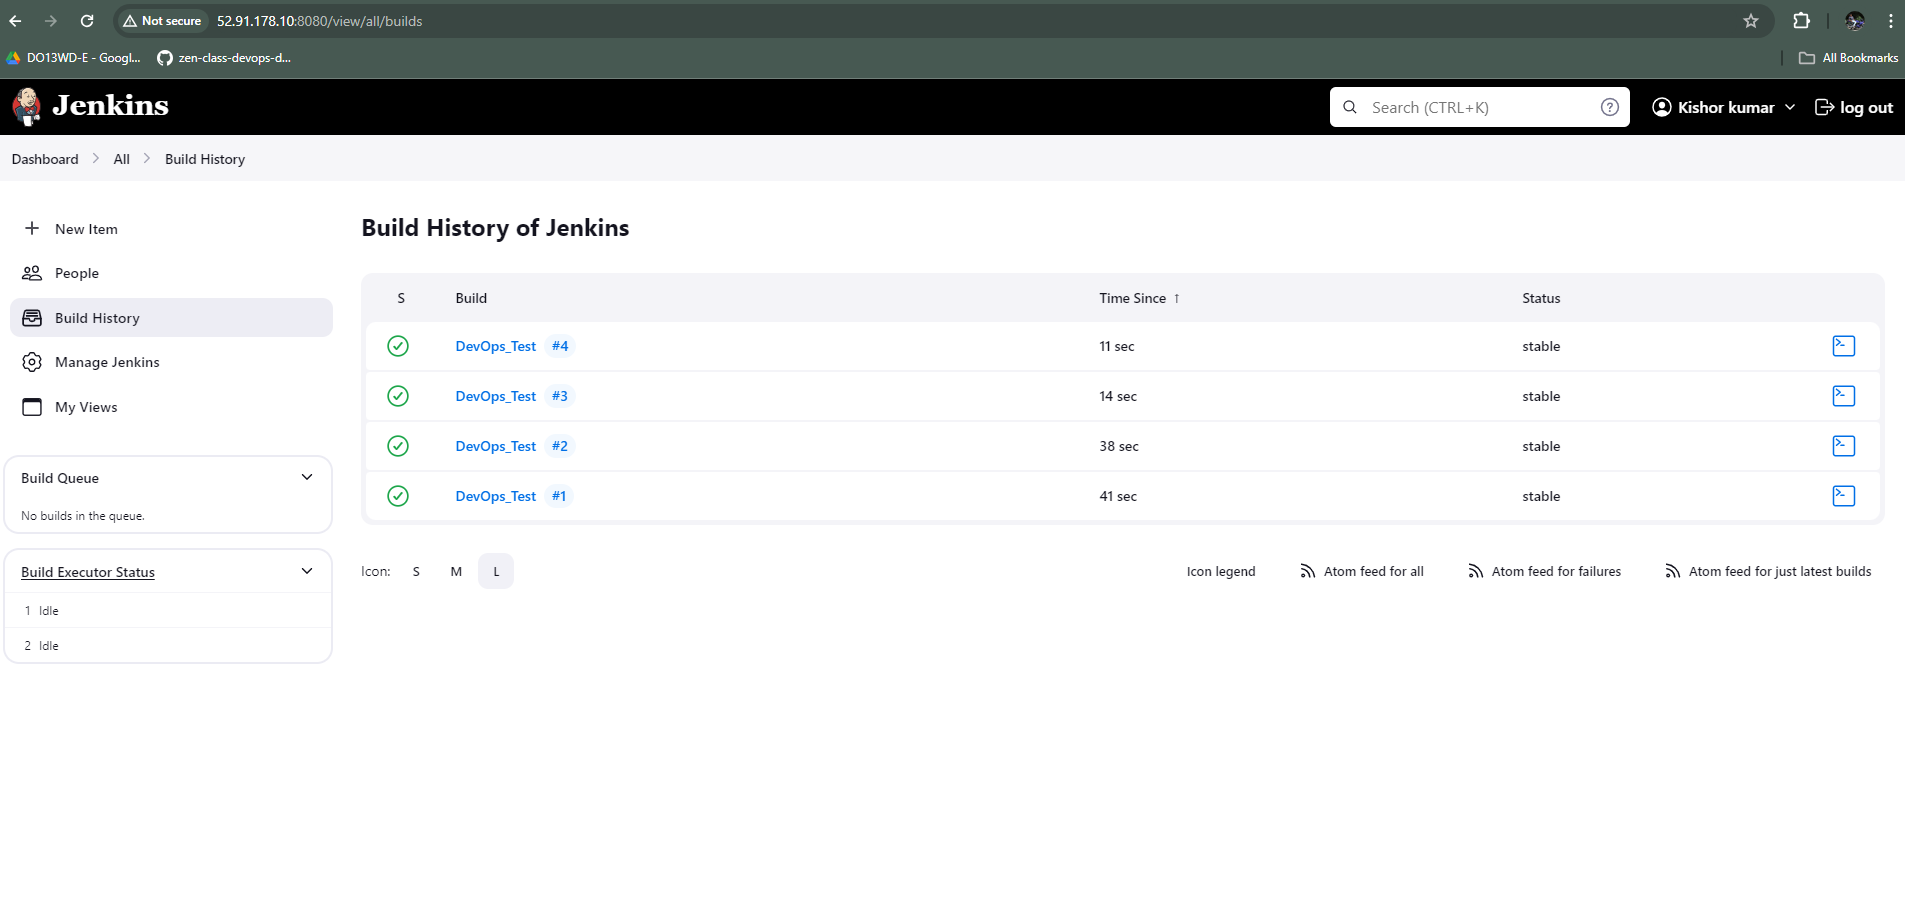 Not secure 52.91.178.10:8080/view/all/builds
DO13WD-E - Googl... zen-class-devops-d... All Bookmarks
Jenkins Search (CTRL+K) Kishor kumar log out
Dashboard All Build History
New Item
People
Build History
Manage Jenkins
My Views
Build Queue
No builds in the queue.
Build Executor Status
1 Idle
2 Idle
Build History of Jenkins
S Build Time Since ↑ Status
DevOps_Test #4 11 sec stable
DevOps_Test #3 14 sec stable
DevOps_Test #2 38 sec stable
DevOps_Test #1 41 sec stable
Icon: S M L Icon legend Atom feed for all Atom feed for failures Atom feed for just latest builds